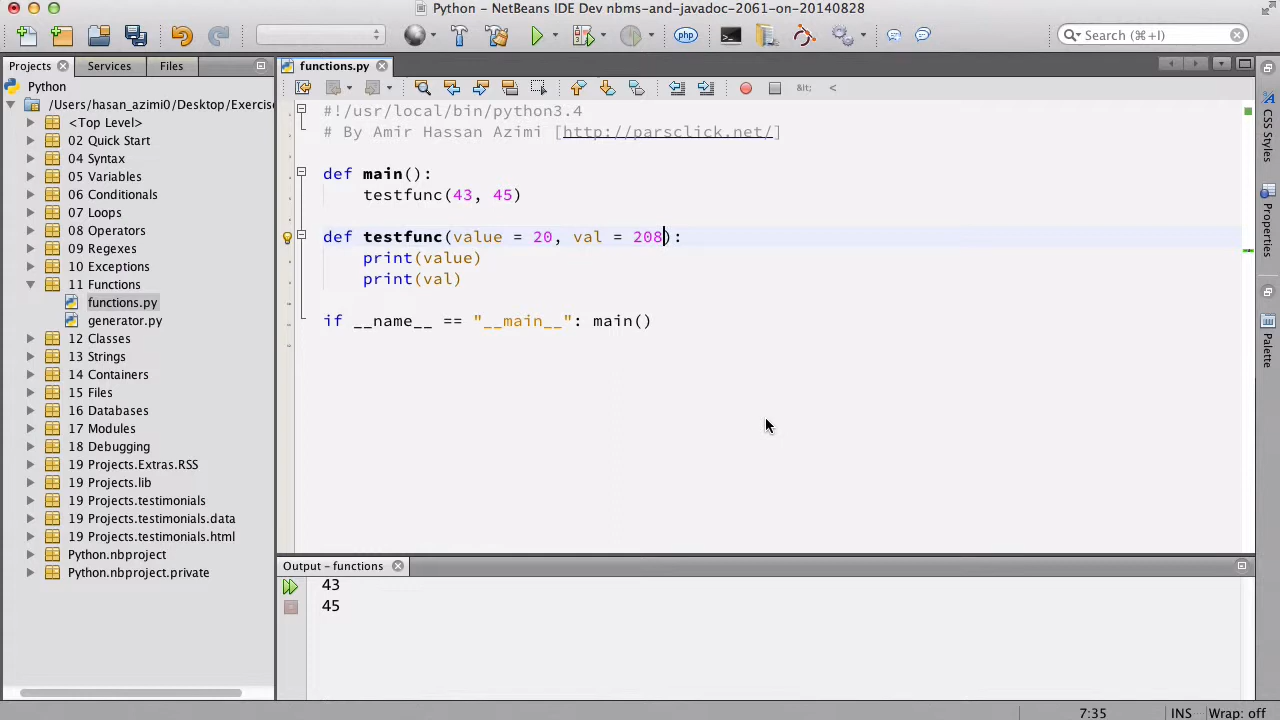 Python - NetBeans IDE Dev nbms-and-javadoc-2061-on-20140828
php
Search (⌘+I)
Projects
Services
Files
functions.py
Python
/Users/hasan_azimi0/Desktop/Exercise
<Top Level>
02 Quick Start
04 Syntax
05 Variables
06 Conditionals
07 Loops
08 Operators
09 Regexes
10 Exceptions
11 Functions
functions.py
generator.py
12 Classes
13 Strings
14 Containers
15 Files
16 Databases
17 Modules
18 Debugging
19 Projects.Extras.RSS
19 Projects.lib
19 Projects.testimonials
19 Projects.testimonials.data
19 Projects.testimonials.html
Python.nbproject
Python.nbproject.private
&lt: <
#!/usr/local/bin/python3.4
# By Amir Hassan Azimi [http://parsclick.net/]
def main():
testfunc(43, 45)
def testfunc(value = 20, val = 208):
print(value)
print(val)
if __name__ == "__main__": main()
Output - functions
43
45
CSS Styles
Properties
Palette
7:35
INS
Wrap: off